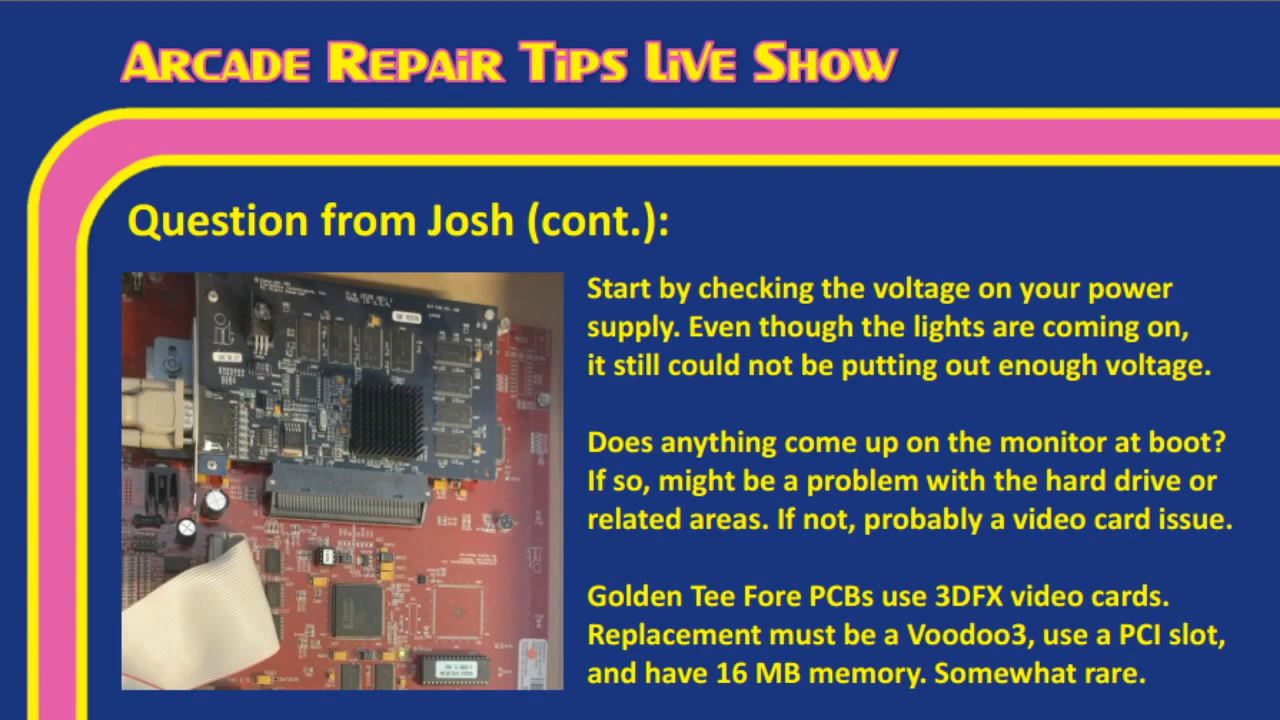 ARCADE REPAIR TIPS LIVE SHOW
Question from Josh (cont.):
Start by checking the voltage on your power
supply. Even though the lights are coming on,
it still could not be putting out enough voltage.
Does anything come up on the monitor at boot?
If so, might be a problem with the hard drive or
related areas. If not, probably a video card issue.
Golden Tee Fore PCBs use 3DFX video cards.
Replacement must be a Voodoo3, use a PCI slot,
and have 16 MB memory. Somewhat rare.